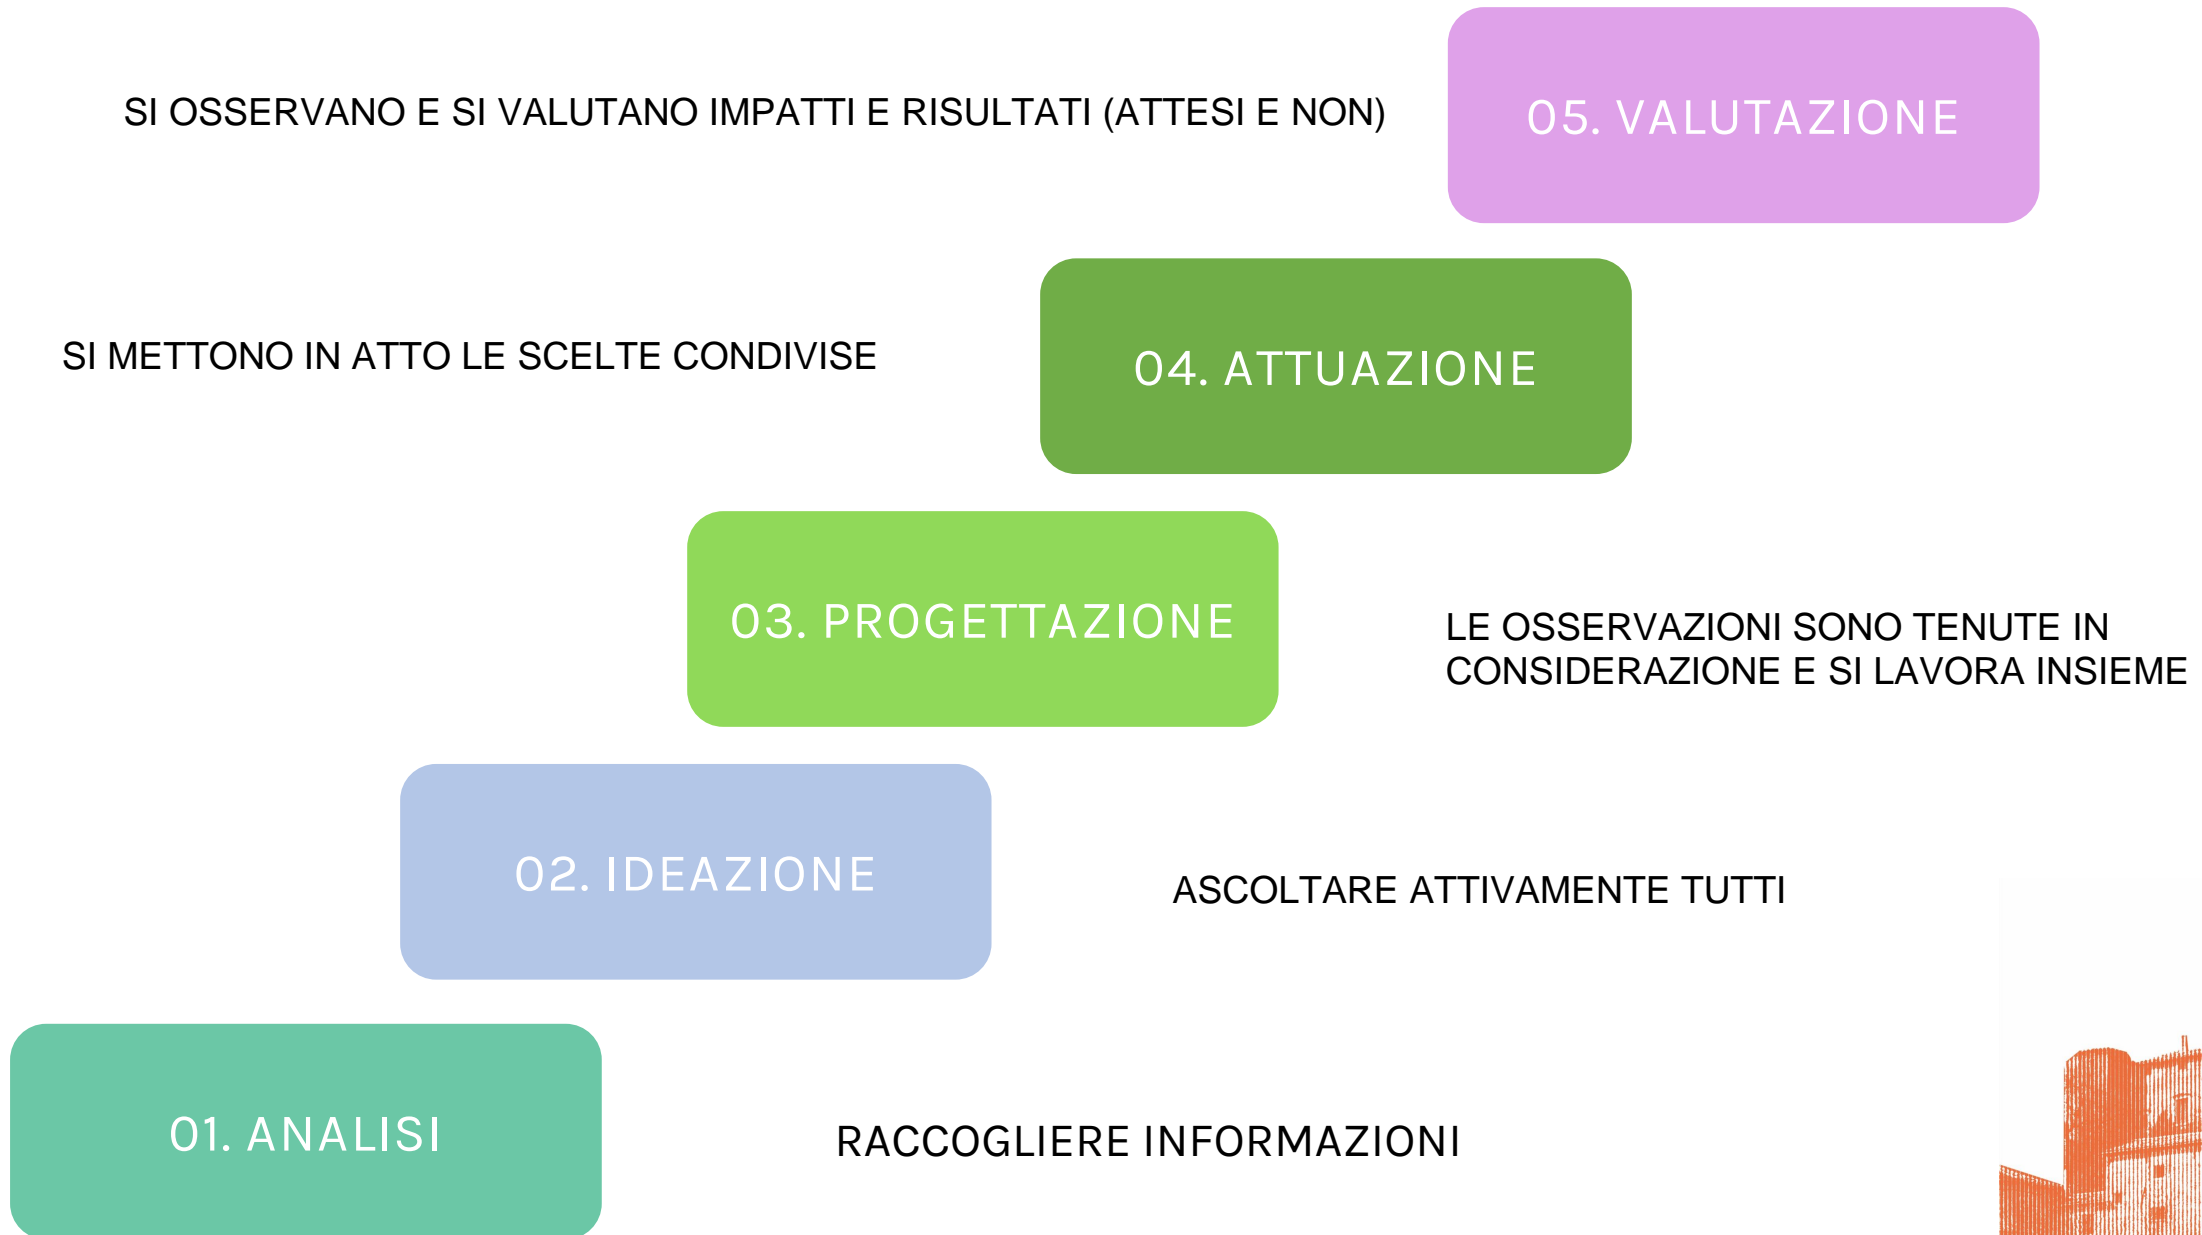 SI OSSERVANO E SI VALUTANO IMPATTI E RISULTATI (ATTESI E NON)
05. VALUTAZIONE
SI METTONO IN ATTO LE SCELTE CONDIVISE
04. ATTUAZIONE
03. PROGETTAZIONE
LE OSSERVAZIONI SONO TENUTE IN
CONSIDERAZIONE E SI LAVORA INSIEME
02. IDEAZIONE
ASCOLTARE ATTIVAMENTE TUTTI
01. ANALISI
RACCOGLIERE INFORMAZIONI